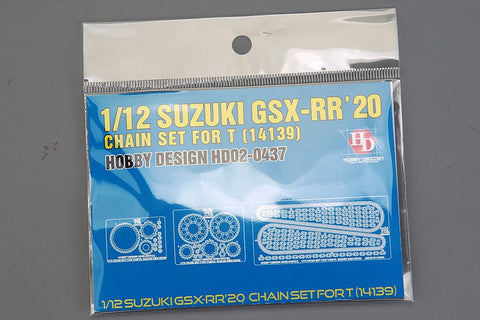 1/12 SUZUKI GSX-RR'20
CHAIN SET FOR T (14139)
HOBBY DESIGN HD02-0437
HD
HOBBY DESIGN
1/12 SUZUKI GSX-RR'20 CHAIN SET FOR T (14139)